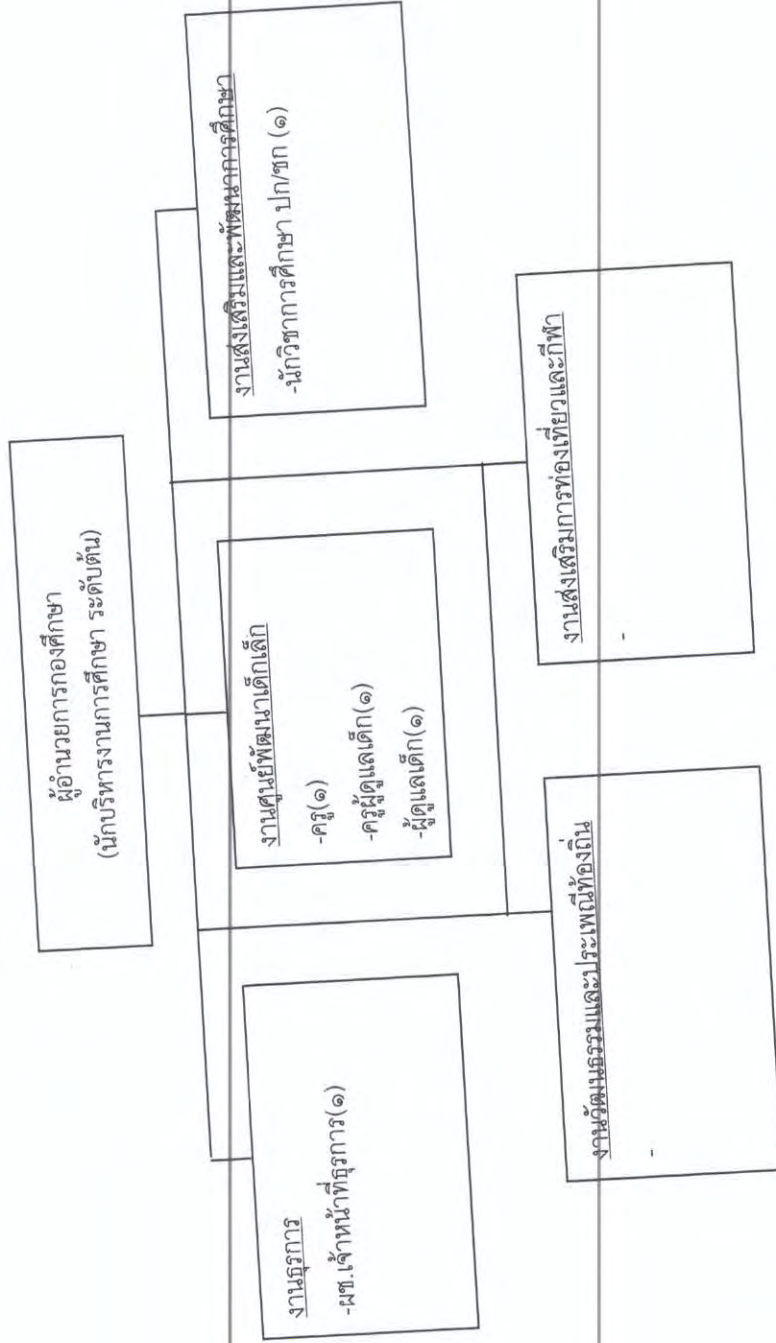 ผู้อำนวยการกองศึกษา
(นักบริหารงานการศึกษา ระดับต้น)
งานธุรการ
-ผช.เจ้าหน้าที่ธุรการ(๑)
งานศูนย์พัฒนาเด็กเล็ก
-ครู(๑)
-ครูผู้ดูแลเด็ก(๑)
-ผู้ดูแลเด็ก(๑)
งานส่งเสริมและพัฒนาการศึกษา
-นักวิชาการศึกษา ปก/ชก (๑)
งานวัฒนธรรมและประเพณีท้องถิ่น
-
งานส่งเสริมการท่องเที่ยวและกีฬา
-